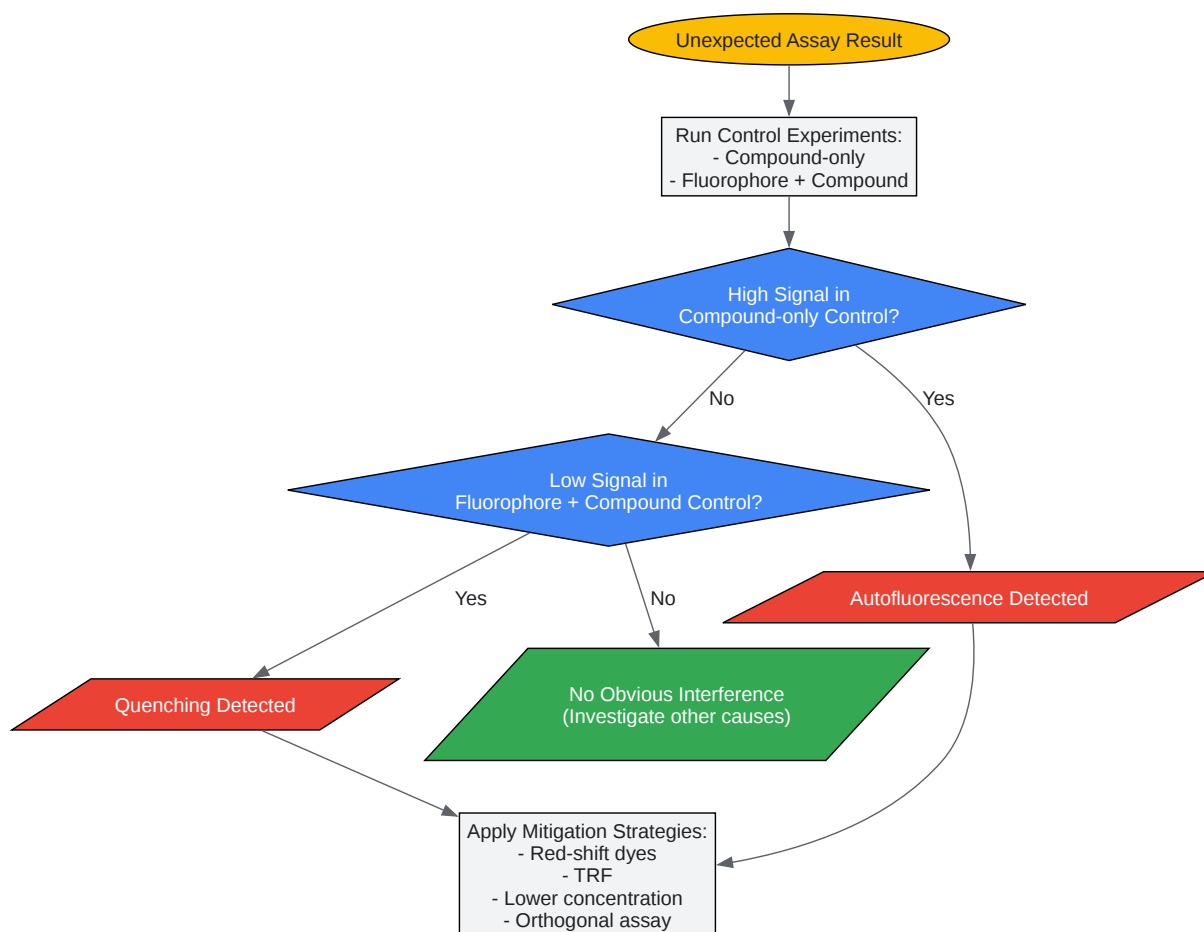 Unexpected Assay Result
Run Control Experiments:
- Compound-only
- Fluorophore + Compound
High Signal in
Compound-only Control?
No
Yes
Low Signal in
Fluorophore + Compound Control?
Yes
No
Autofluorescence Detected
Quenching Detected
No Obvious Interference
(Investigate other causes)
Apply Mitigation Strategies:
- Red-shift dyes
- TRF
- Lower concentration
- Orthogonal assay